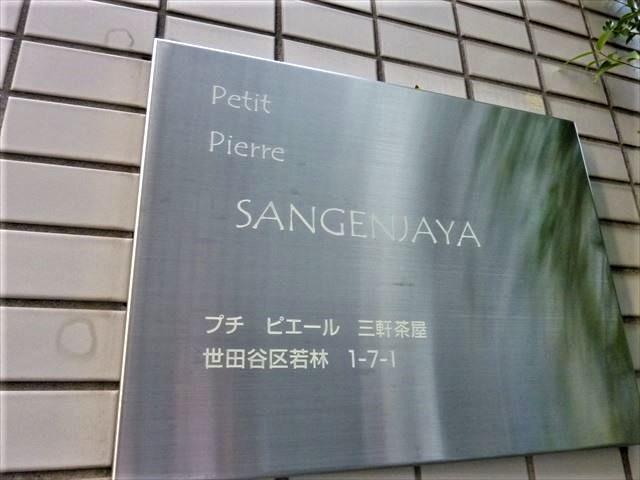 Petit
Pierre
SANGENJAYA
プチ　ピエール　三軒茶屋
世田谷区若林　1-7-1